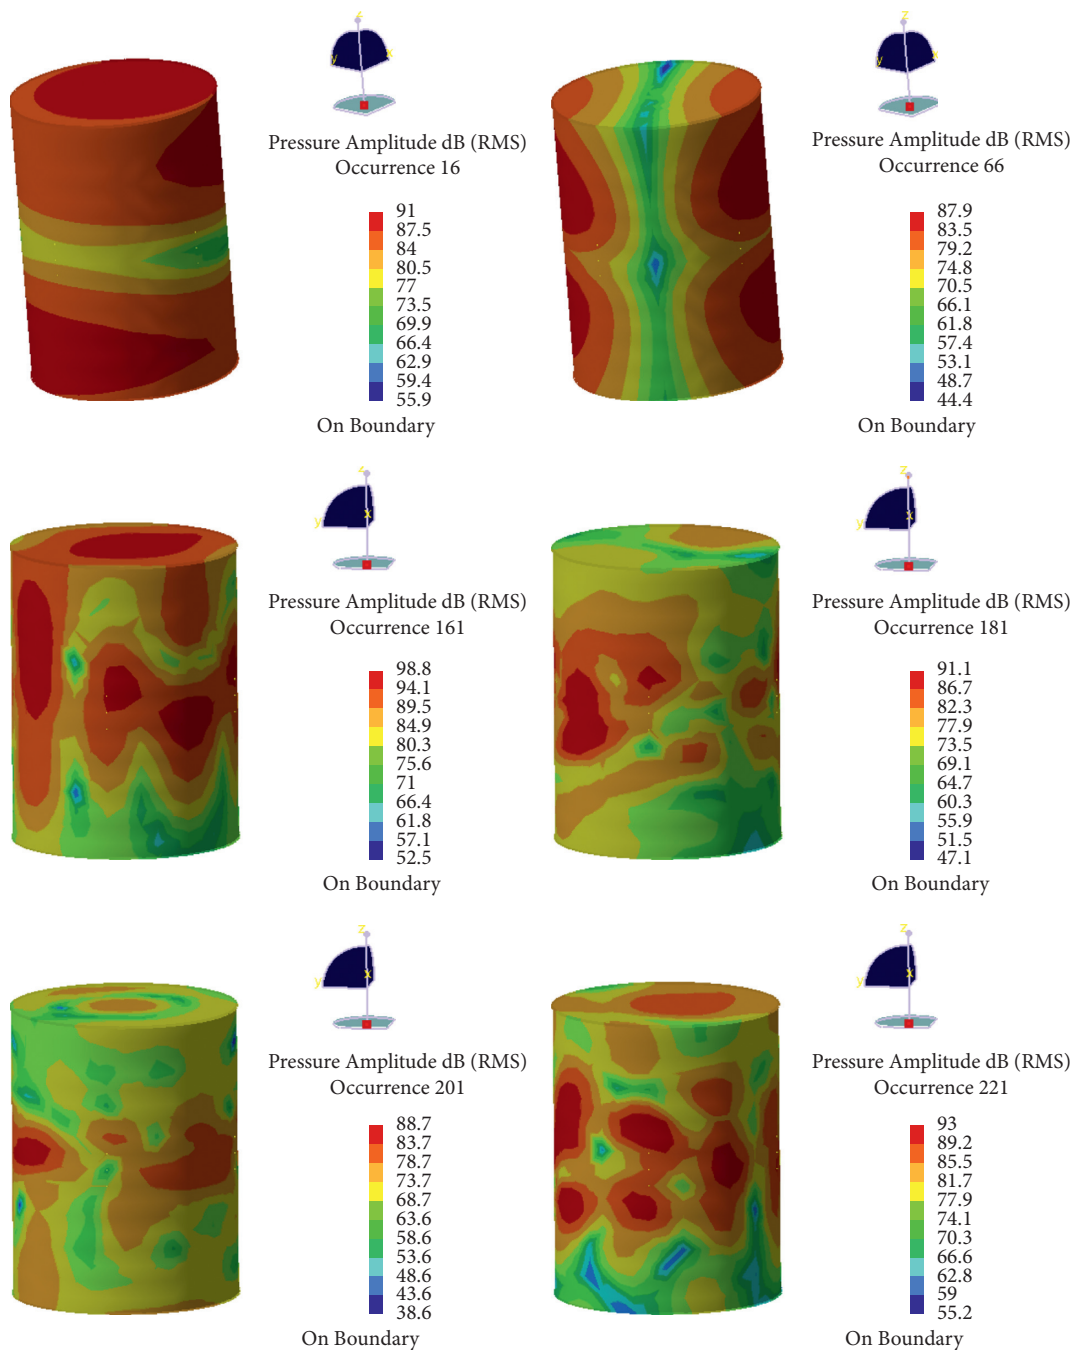 z
y
x
Pressure Amplitude dB (RMS)
Occurrence 16
91
87.5
84
80.5
77
73.5
69.9
66.4
62.9
59.4
55.9
On Boundary
z
y
x
Pressure Amplitude dB (RMS)
Occurrence 66
87.9
83.5
79.2
74.8
70.5
66.1
61.8
57.4
53.1
48.7
44.4
On Boundary
z
y
x
Pressure Amplitude dB (RMS)
Occurrence 161
98.8
94.1
89.5
84.9
80.3
75.6
71
66.4
61.8
57.1
52.5
On Boundary
z
y
x
Pressure Amplitude dB (RMS)
Occurrence 181
91.1
86.7
82.3
77.9
73.5
69.1
64.7
60.3
55.9
51.5
47.1
On Boundary
z
y
x
Pressure Amplitude dB (RMS)
Occurrence 201
88.7
83.7
78.7
73.7
68.7
63.6
58.6
53.6
48.6
43.6
38.6
On Boundary
z
y
x
Pressure Amplitude dB (RMS)
Occurrence 221
93
89.2
85.5
81.7
77.9
74.1
70.3
66.6
62.8
59
55.2
On Boundary